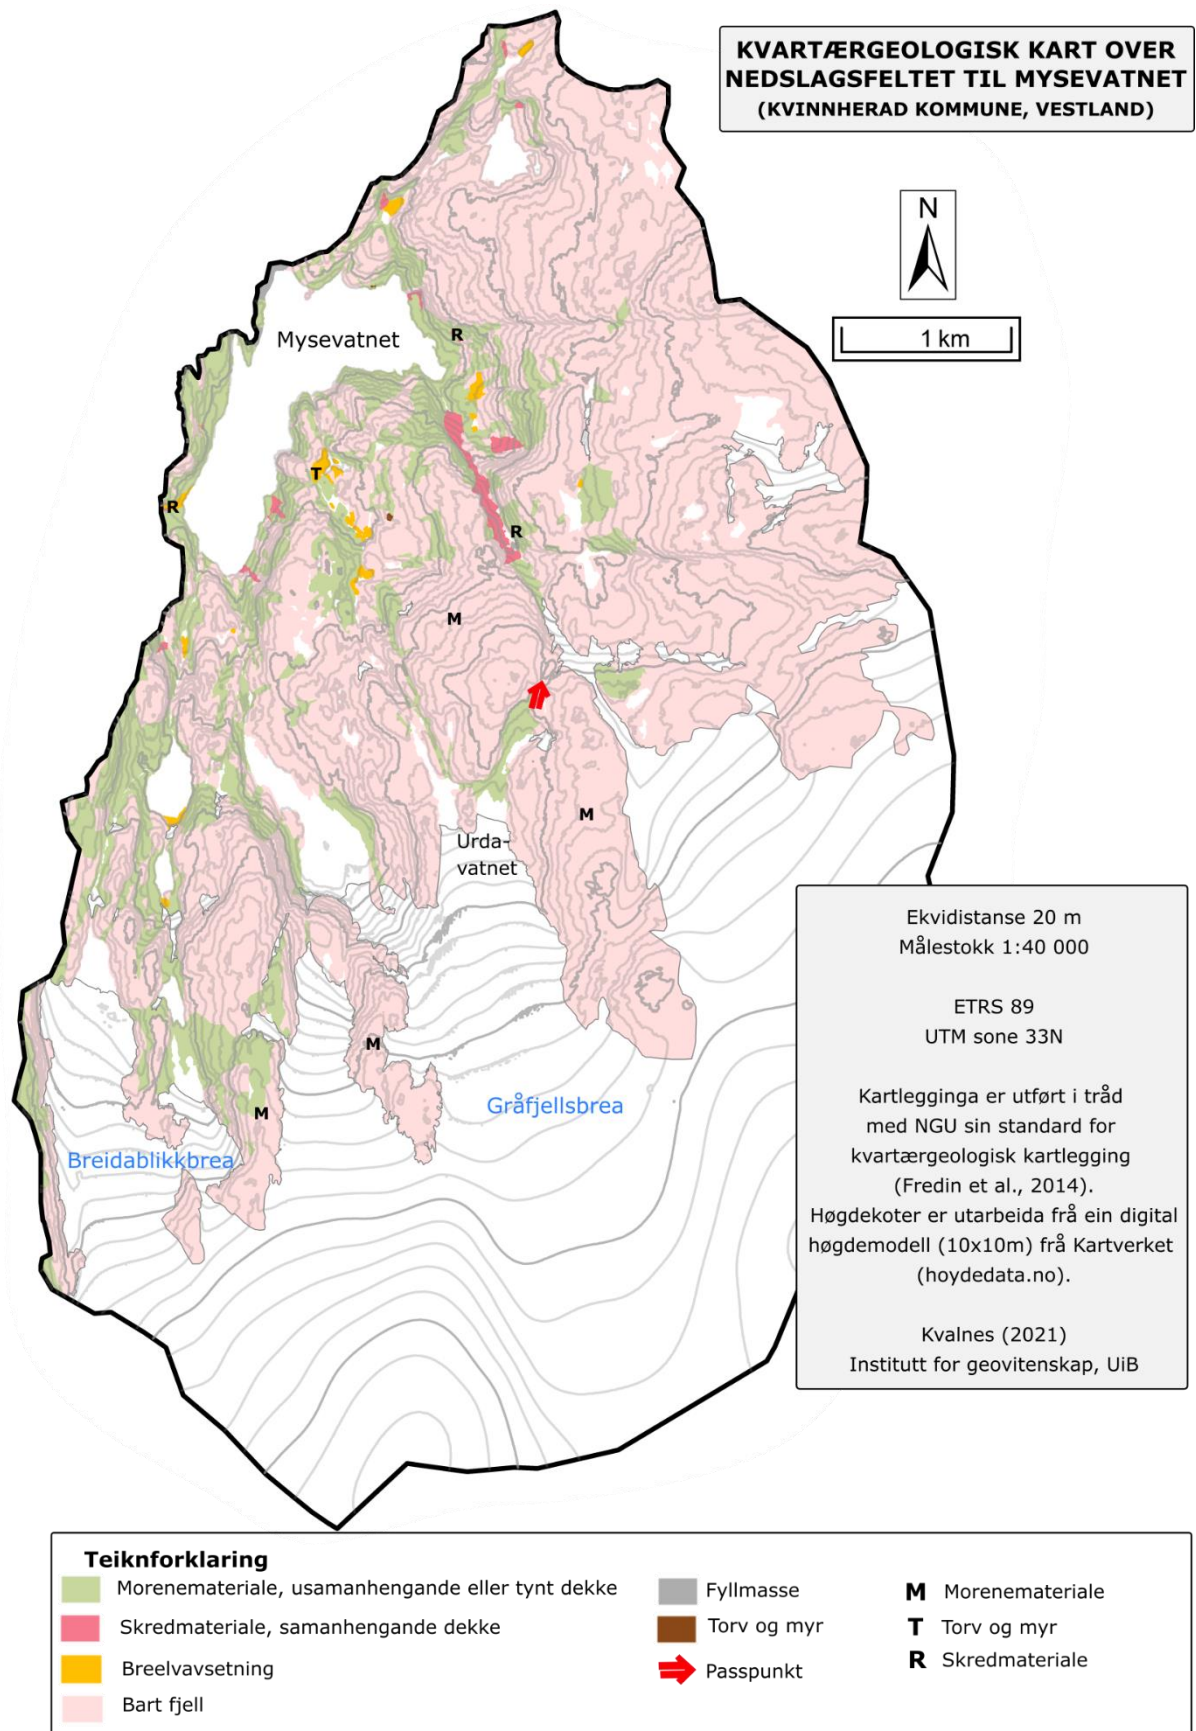 KVARTÆRGEOLOGISK KART OVER
NEDSLAGSFELTET TIL MYSEVATNET
(KVINNHERAD KOMMUNE, VESTLAND)
N
1 km
Mysevatnet
R
T
R
R
M
M
Urda-
vatnet
M
M
Gråfjellsbrea
Breidablikkbrea
Ekvidistanse 20 m
Målestokk 1:40 000
ETRS 89
UTM sone 33N
Kartlegginga er utført i tråd
med NGU sin standard for
kvartærgeologisk kartlegging
(Fredin et al., 2014).
Høgdekoter er utarbeida frå ein digital
høgdemodell (10x10m) frå Kartverket
(hoydedata.no).
Kvalnes (2021)
Institutt for geovitenskap, UiB
Teiknforklaring
Morenemateriale, usamanhengande eller tynt dekke
Skredmateriale, samanhengande dekke
Breelvavsetning
Bart fjell
Fyllmasse
Torv og myr
Passpunkt
M Morenemateriale
T Torv og myr
R Skredmateriale